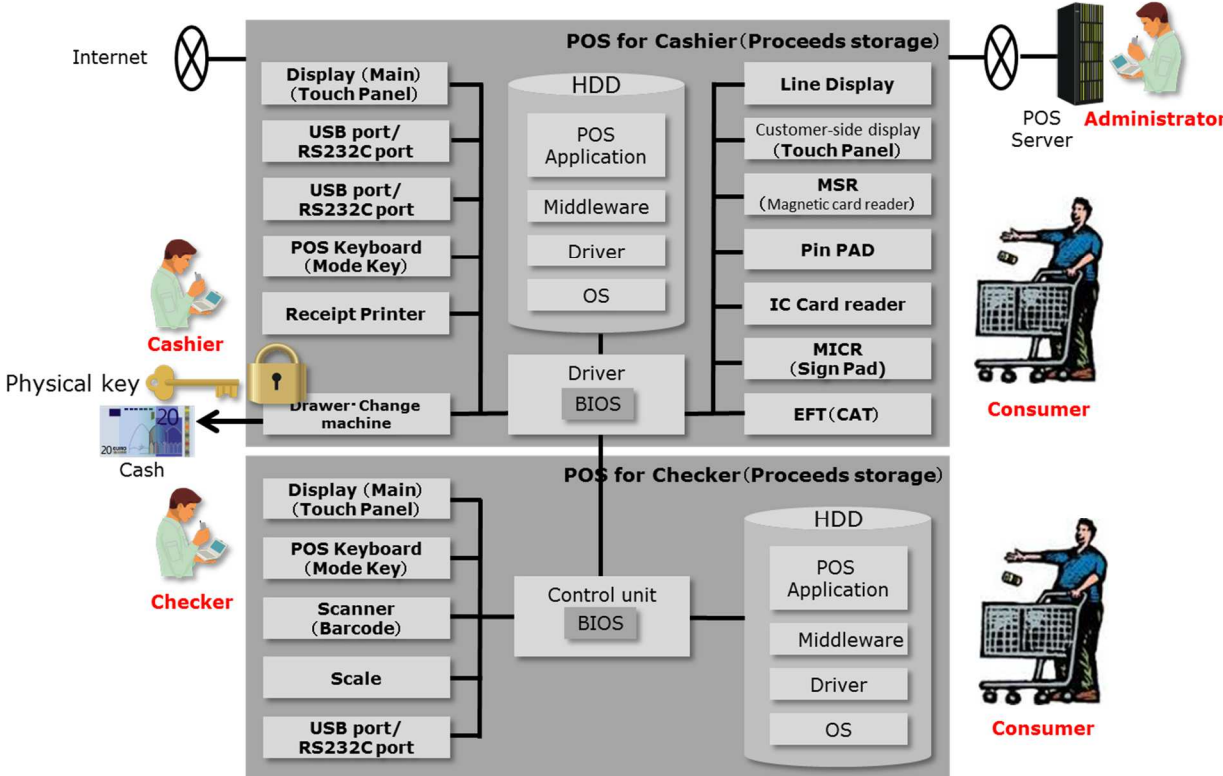 Internet
POS for Cashier(Proceeds storage)
Display (Main)
(Touch Panel)
USB port/
RS232C port
USB port/
RS232C port
POS Keyboard
(Mode Key)
Receipt Printer
Drawer・Change
machine
HDD
POS
Application
Middleware
Driver
OS
Driver
BIOS
Line Display
Customer-side display
(Touch Panel)
MSR
(Magnetic card reader)
Pin PAD
IC Card reader
MICR
(Sign Pad)
EFT(CAT)
POS
Server
Administrator
Cashier
Physical key
20
20 EURO
Cash
Consumer
POS for Checker(Proceeds storage)
Display (Main)
(Touch Panel)
POS Keyboard
(Mode Key)
Scanner
(Barcode)
Scale
USB port/
RS232C port
Control unit
BIOS
HDD
POS
Application
Middleware
Driver
OS
Checker
Consumer